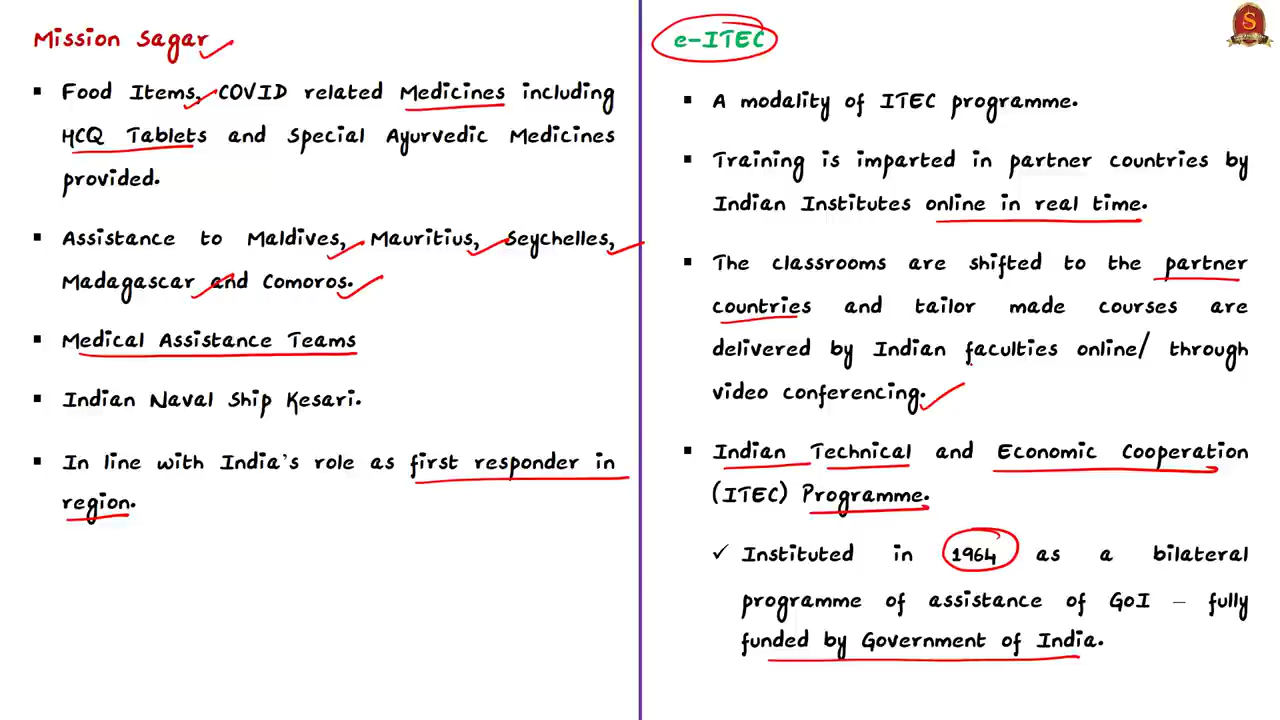 Mission Sagar
▪ Food Items, COVID related Medicines including
HCQ Tablets and Special Ayurvedic Medicines
provided.
▪ Assistance to Maldives, Mauritius, Seychelles,
Madagascar and Comoros.
▪ Medical Assistance Teams
▪ Indian Naval Ship Kesari.
▪ In line with India's role as first responder in
region.
e-ITEC
▪ A modality of ITEC programme.
▪ Training is imparted in partner countries by
Indian Institutes online in real time.
▪ The classrooms are shifted to the partner
countries and tailor made courses are
delivered by Indian faculties online/ through
video conferencing.
▪ Indian Technical and Economic Cooperation
(ITEC) Programme.
✓ Instituted in 1964 as a bilateral
programme of assistance of GoI – fully
funded by Government of India.
S